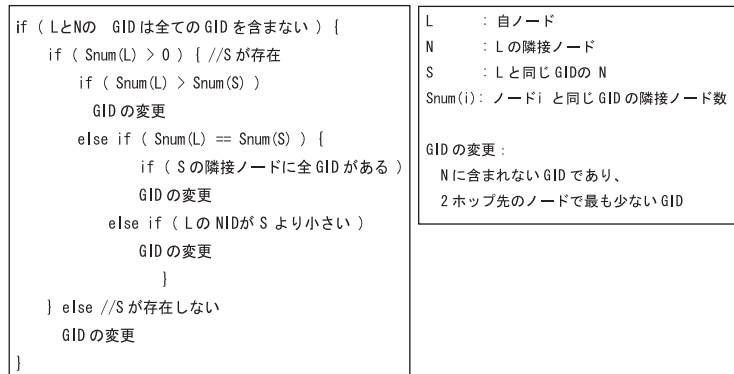 if ( LとNの GIDは全てのGIDを含まない ) {
if ( Snum(L) > 0 ) { //Sが存在
if ( Snum(L) > Snum(S) )
GIDの変更
else if ( Snum(L) == Snum(S) ) {
if ( Sの隣接ノードに全GIDがある )
GIDの変更
else if ( LのNIDがSより小さい )
GIDの変更
}
} else //Sが存在しない
GIDの変更
}
L : 自ノード
N : Lの隣接ノード
S : Lと同じGIDのN
Snum(i): ノードiと同じGIDの隣接ノード数
GIDの変更:
Nに含まれないGIDであり、
2ホップ先のノードで最も少ないGID